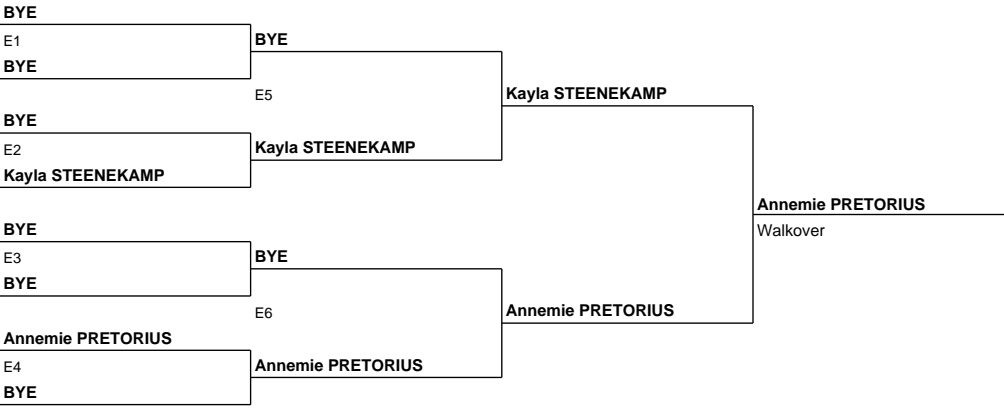 BYE
E1
BYE
BYE
E5
Kayla STEENEKAMP
BYE
E2
Kayla STEENEKAMP
Kayla STEENEKAMP
Annemie PRETORIUS
Walkover
BYE
E3
BYE
BYE
E6
Annemie PRETORIUS
Annemie PRETORIUS
E4
Annemie PRETORIUS
BYE